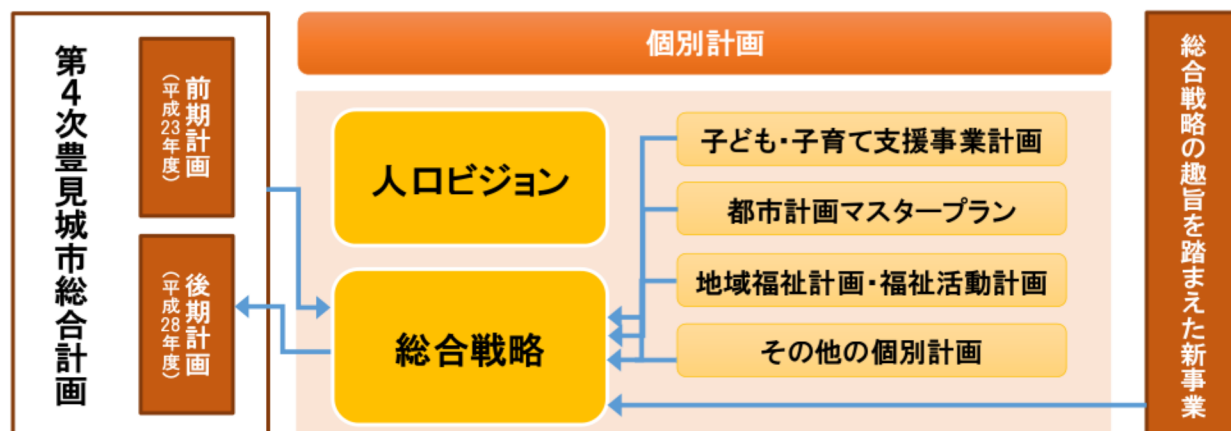 第4次豊見城市総合計画
前期計画
（平成23年度）
後期計画
（平成28年度）
個別計画
人口ビジョン
総合戦略
子ども・子育て支援事業計画
都市計画マスタープラン
地域福祉計画・福祉活動計画
その他の個別計画
総合戦略の趣旨を踏まえた新事業